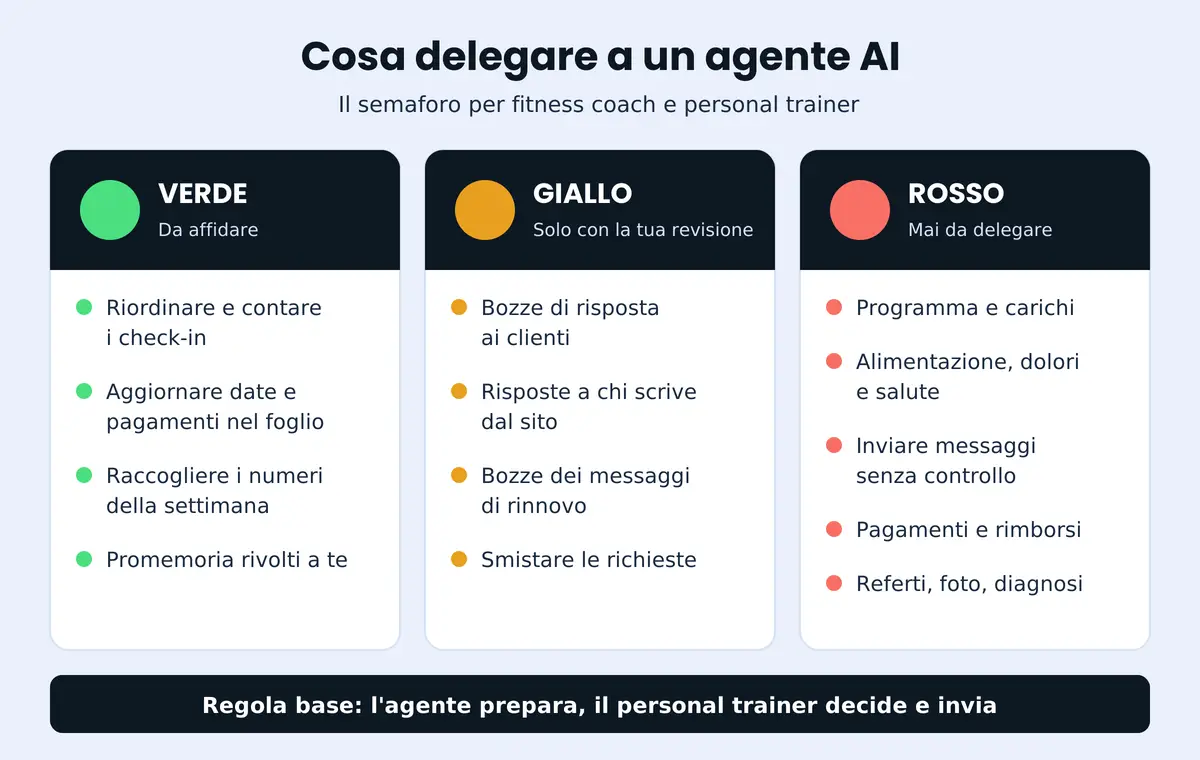 Cosa delegare a un agente AI
Il semaforo per fitness coach e personal trainer
VERDE
Da affidare
Riordinare e contare
i check-in
Aggiornare date e
pagamenti nel foglio
Raccogliere i numeri
della settimana
Promemoria rivolti a te
GIALLO
Solo con la tua revisione
Bozze di risposta
ai clienti
Risposte a chi scrive
dal sito
Bozze dei messaggi
di rinnovo
Smistare le richieste
ROSSO
Mai da delegare
Programma e carichi
Alimentazione, dolori
e salute
Inviare messaggi
senza controllo
Pagamenti e rimborsi
Referti, foto, diagnosi
Regola base: l'agente prepara, il personal trainer decide e invia